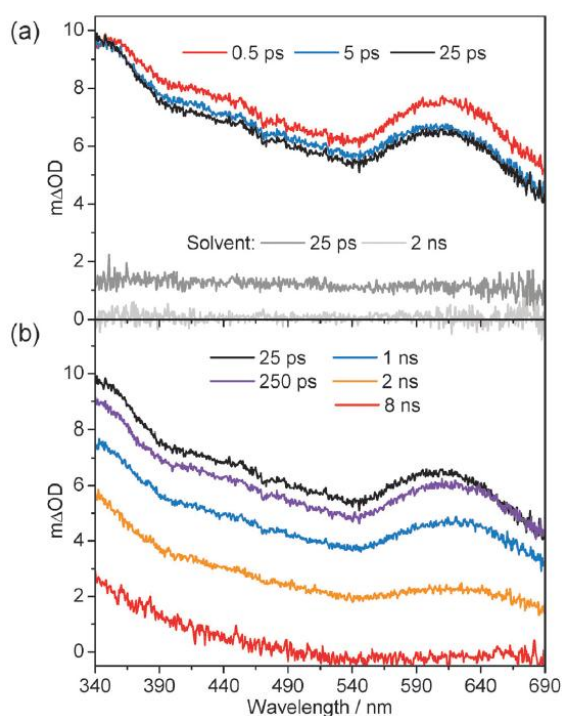 (a)
10
8
6
4
2
0
m∆OD
0.5 ps 5 ps 25 ps
Solvent: 25 ps 2 ns
(b)
10
8
6
4
2
0
m∆OD
25 ps 1 ns
250 ps 2 ns
8 ns
340 390 440 490 540 590 640 690
Wavelength / nm